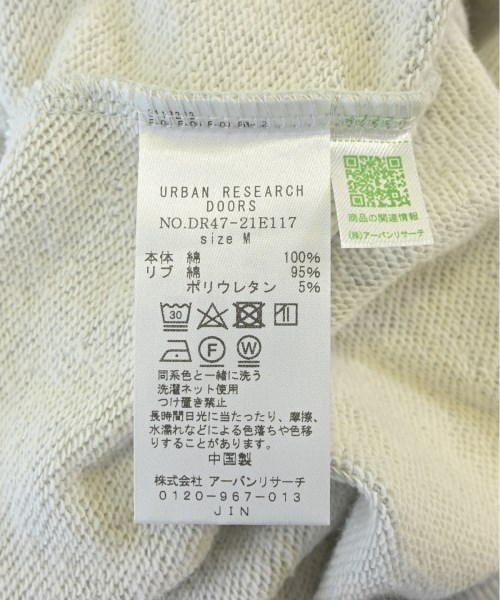 URBAN RESEARCH
DOORS
NO.DR47-21E117
size M
本体 綿 100%
リブ 綿 95%
ポリウレタン 5%
30
F W
同系色と一緒に洗う
洗濯ネット使用
つけ置き禁止
長時間日光に当たったり、摩擦、
水濡れなどによる色落ちや色移
りすることがあります。
中国製
株式会社 アーバンリサーチ
0120-967-013
JIN
商品の関連情報
(株)アーバンリサーチ